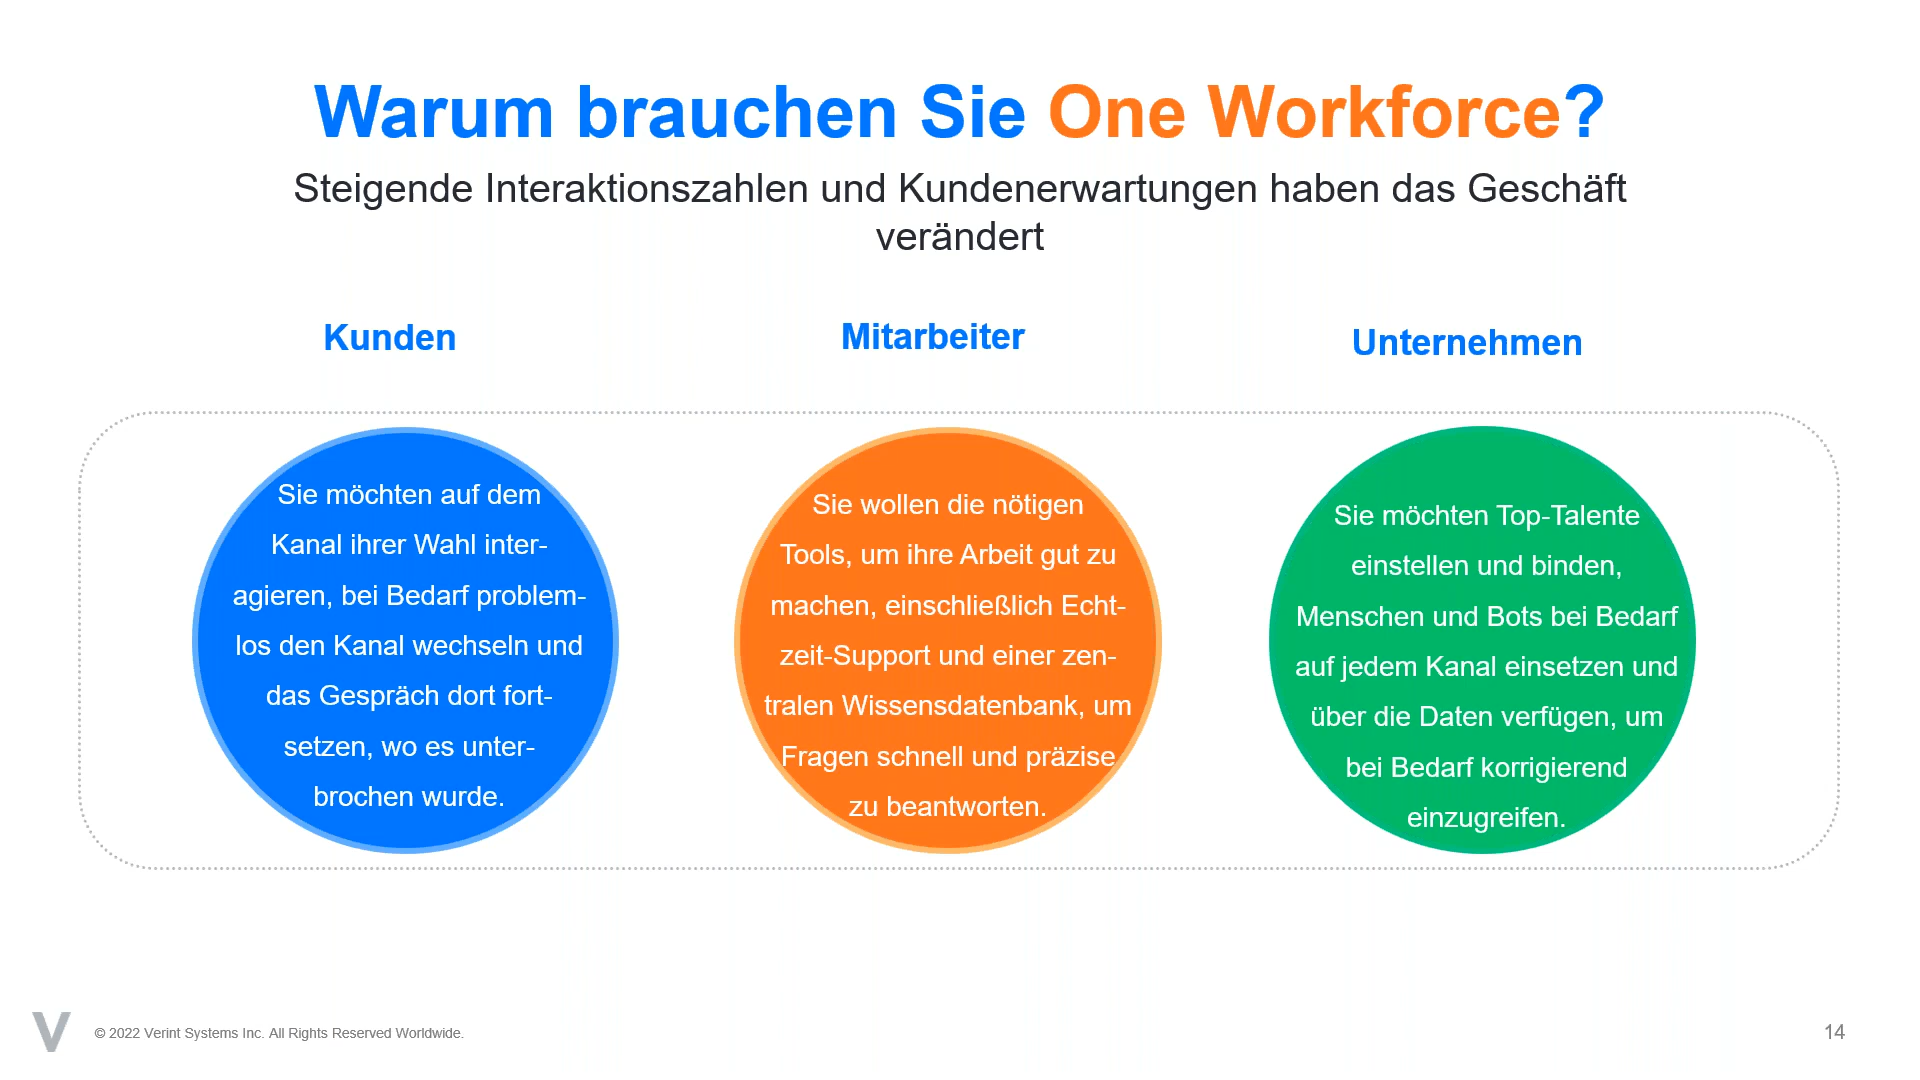 Warum brauchen Sie One Workforce?
Steigende Interaktionszahlen und Kundenerwartungen haben das Geschäft
verändert
Kunden
Sie möchten auf dem
Kanal ihrer Wahl inter-
agieren, bei Bedarf problem-
los den Kanal wechseln und
das Gespräch dort fort-
setzen, wo es unter-
brochen wurde.
Mitarbeiter
Sie wollen die nötigen
Tools, um ihre Arbeit gut zu
machen, einschließlich Echt-
zeit-Support und einer zen-
tralen Wissensdatenbank, um
Fragen schnell und präzise
zu beantworten.
Unternehmen
Sie möchten Top-Talente
einstellen und binden,
Menschen und Bots bei Bedarf
auf jedem Kanal einsetzen und
über die Daten verfügen, um
bei Bedarf korrigierend
einzugreifen.
© 2022 Verint Systems Inc. All Rights Reserved Worldwide.
14